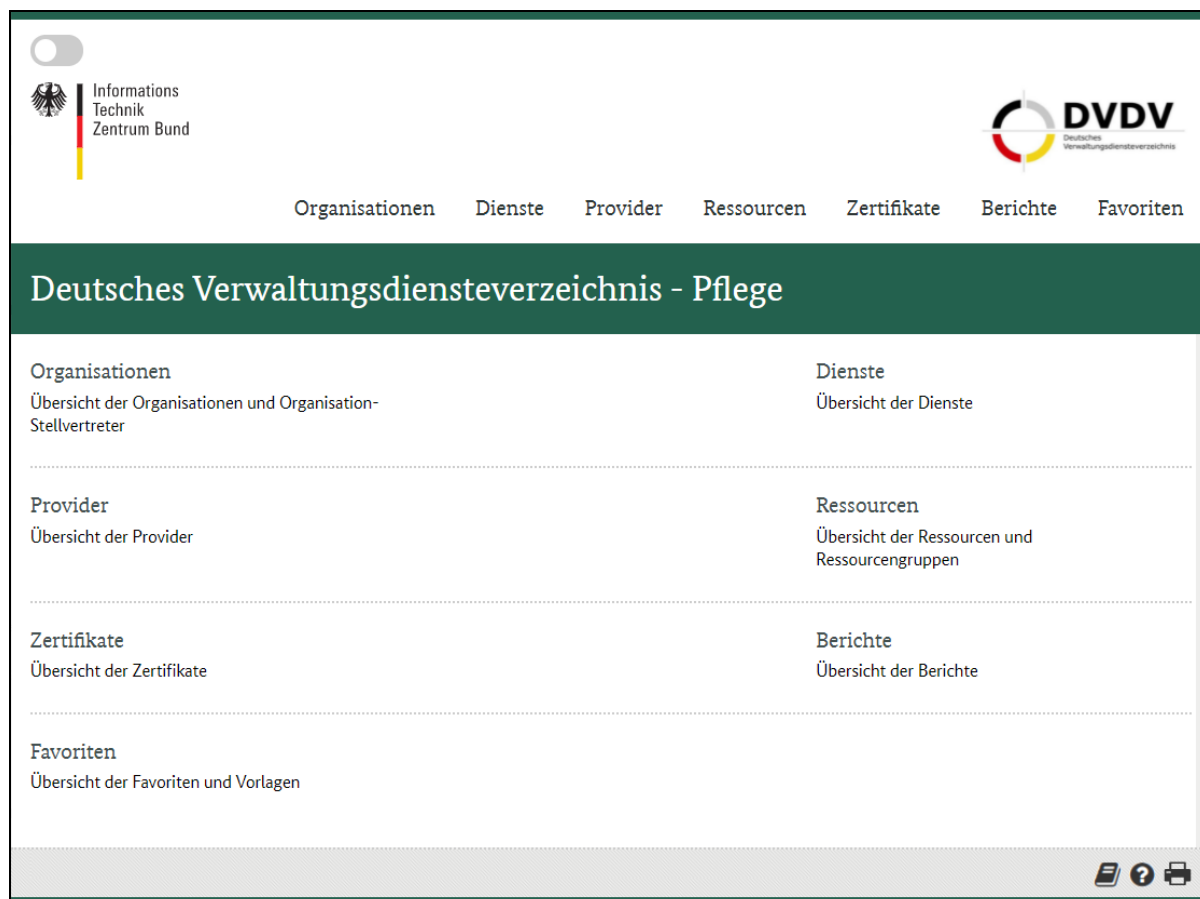 Informations
Technik
Zentrum Bund
DVDV
Deutsches
Verwaltungsdiensteverzeichnis
Organisationen Dienste Provider Ressourcen Zertifikate Berichte Favoriten
Deutsches Verwaltungsdiensteverzeichnis - Pflege
Organisationen
Übersicht der Organisationen und Organisation-
Stellvertreter
Dienste
Übersicht der Dienste
Provider
Übersicht der Provider
Ressourcen
Übersicht der Ressourcen und
Ressourcengruppen
Zertifikate
Übersicht der Zertifikate
Berichte
Übersicht der Berichte
Favoriten
Übersicht der Favoriten und Vorlagen